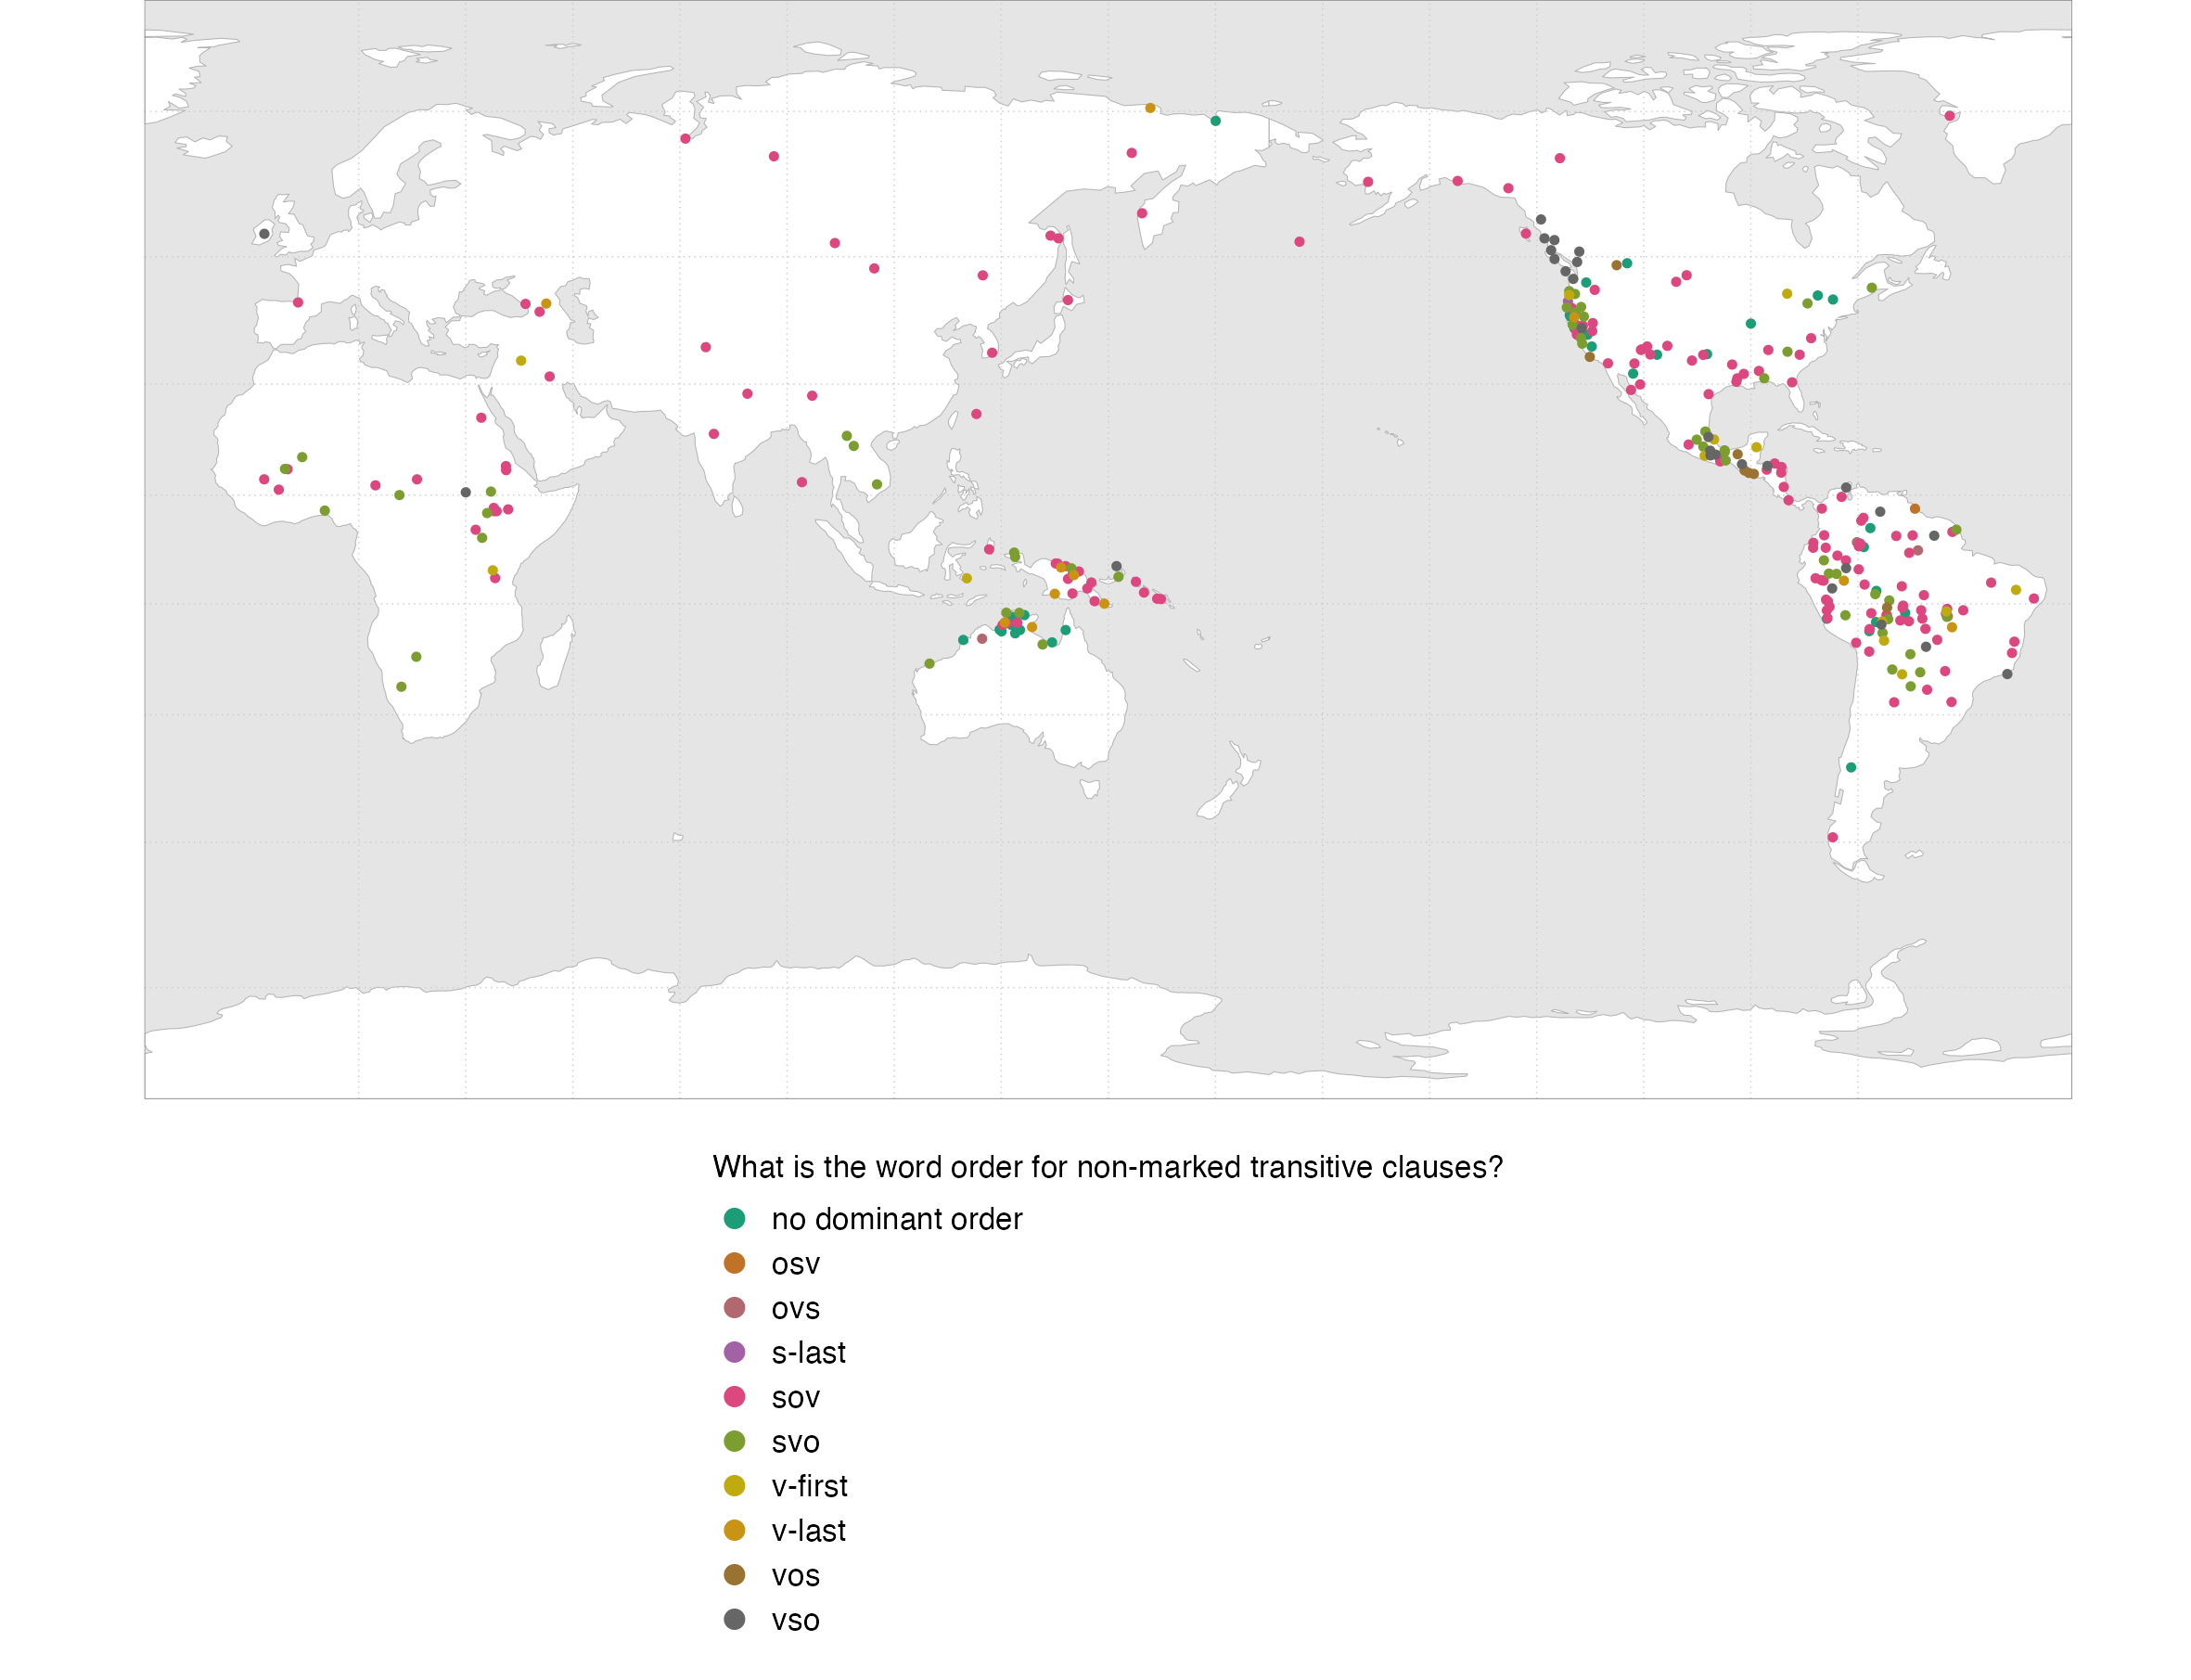 What is the word order for non-marked transitive clauses?
no dominant order
osv
ovs
s-last
sov
svo
v-first
v-last
vos
vso